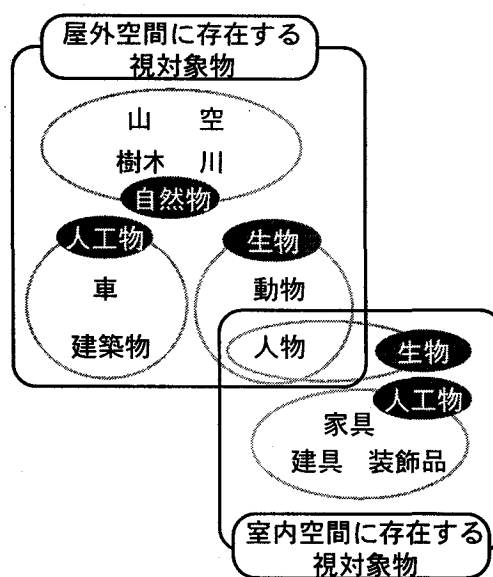 屋外空間に存在する
視対象物
山 空
樹木 川
自然物
人工物
車
建築物
生物
動物
人物
生物
人工物
家具
建具 装飾品
室内空間に存在する
視対象物